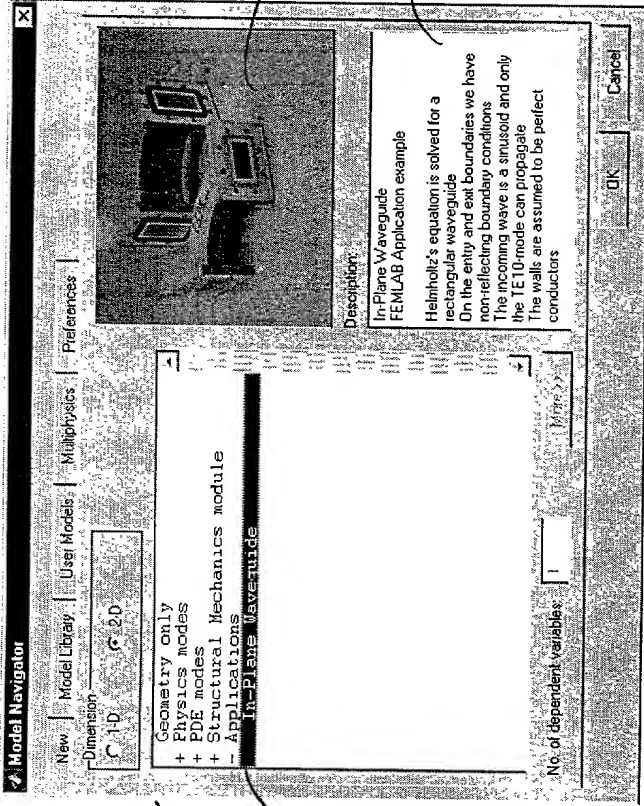 Model Navigator
New
Model Library
User Models
Multiphysics
Preferences
Dimension
1-D
2-D
Geometry only
+ Physics modes
+ PDE modes
+ Structural Mechanics module
- Applications
In-Plane Waveguide
No. of dependent variables:
1
More >>
Description:
In-Plane Waveguide
FEMLAB Application example
Helmholtz's equation is solved for a
rectangular waveguide
On the entry and exit boundaries we have
non-reflecting boundary conditions
The incoming wave is a sinusoid and only
the TE10-mode can propagate
The walls are assumed to be perfect
conductors
OK
Cancel